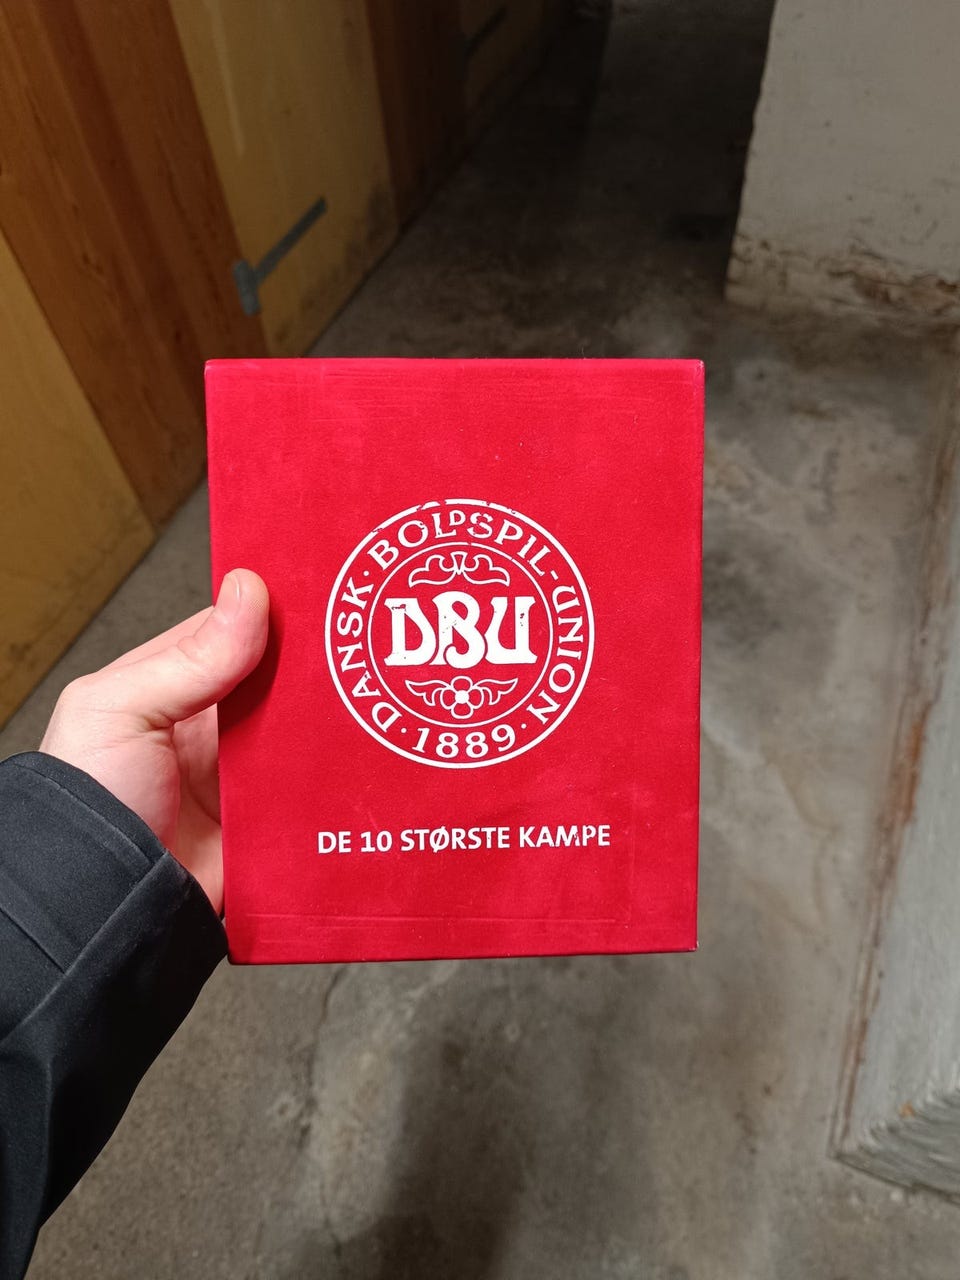 DANSK · BOLDSPIL-UNION
· 1889 ·
DBU
DE 10 STØRSTE KAMPE